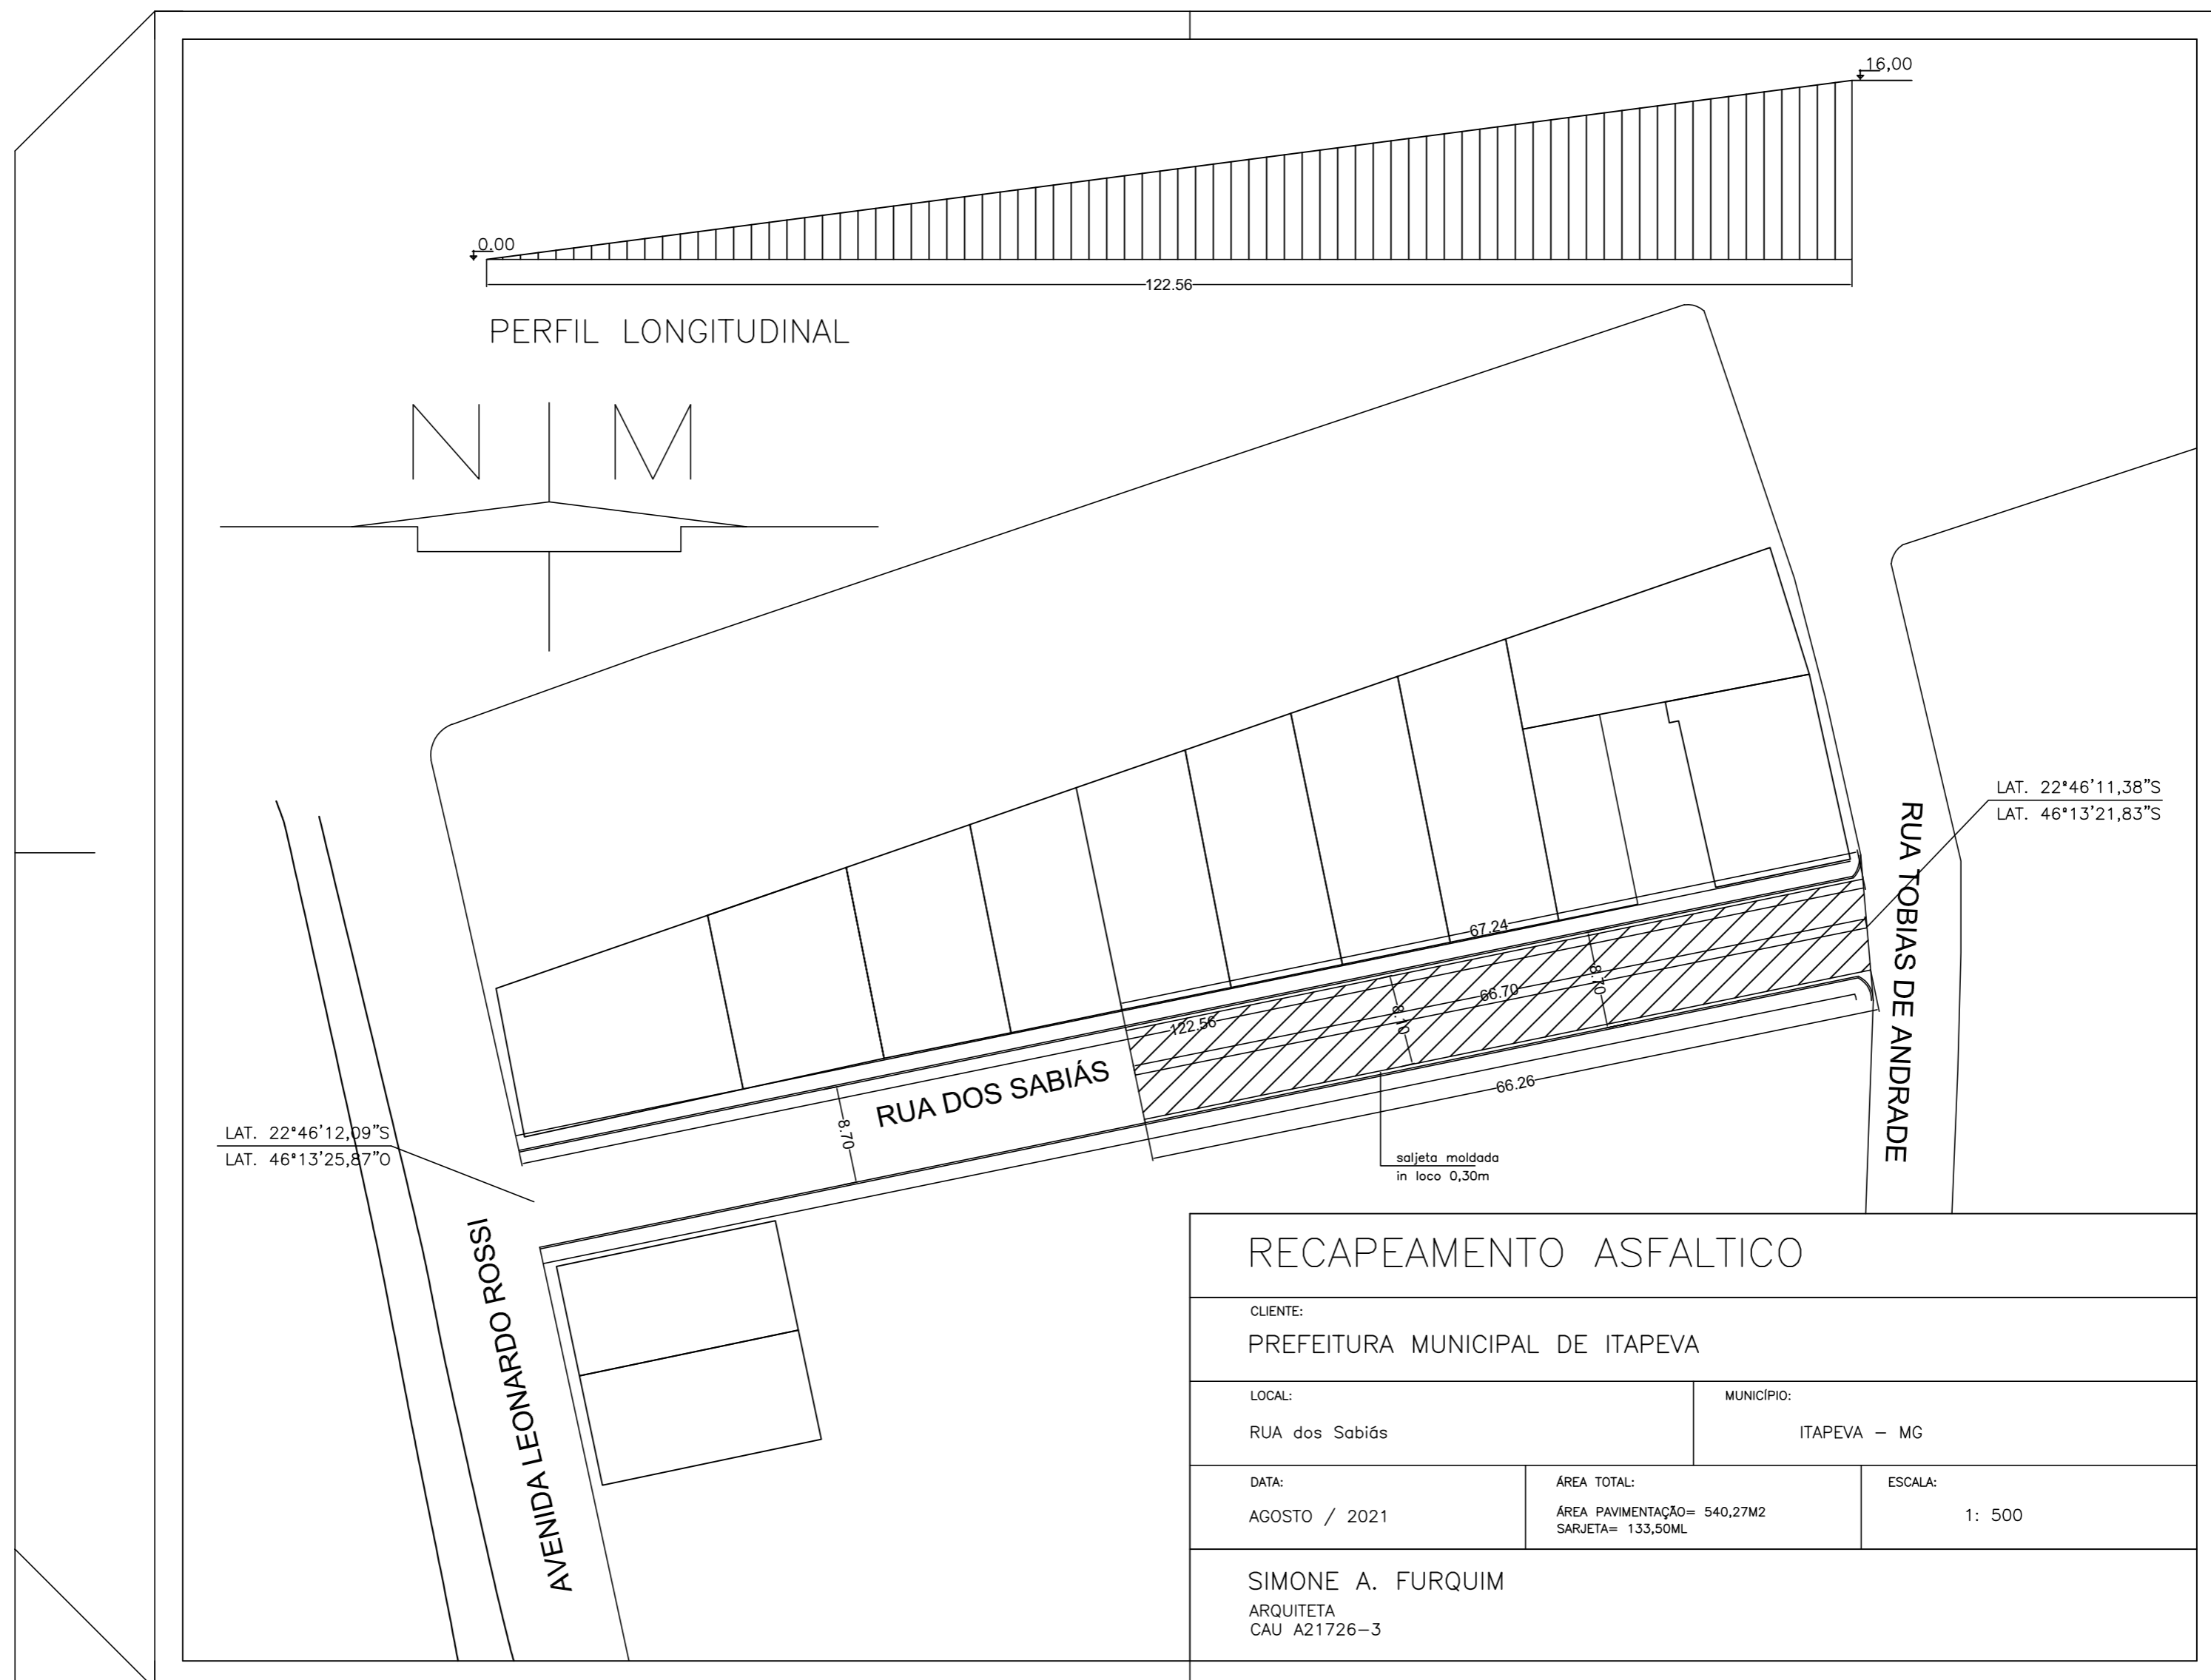 16,00
0.00
122.56
PERFIL LONGITUDINAL
N M
LAT. 22°46'11,38"S
LAT. 46°13'21,83"S
RUA TOBIAS DE ANDRADE
67.24
66.70
8.70
8.10
122.56
66.26
RUA DOS SABIÁS
8.70
saljeta moldada
in loco 0,30m
LAT. 22°46'12,09"S
LAT. 46°13'25,87"O
AVENIDA LEONARDO ROSSI
RECAPEAMENTO ASFALTICO
CLIENTE:
PREFEITURA MUNICIPAL DE ITAPEVA
LOCAL:
RUA dos Sabiás
MUNICÍPIO:
ITAPEVA - MG
DATA:
AGOSTO / 2021
ÁREA TOTAL:
ÁREA PAVIMENTAÇÃO= 540,27M2
SARJETA= 133,50ML
ESCALA:
1: 500
SIMONE A. FURQUIM
ARQUITETA
CAU A21726-3